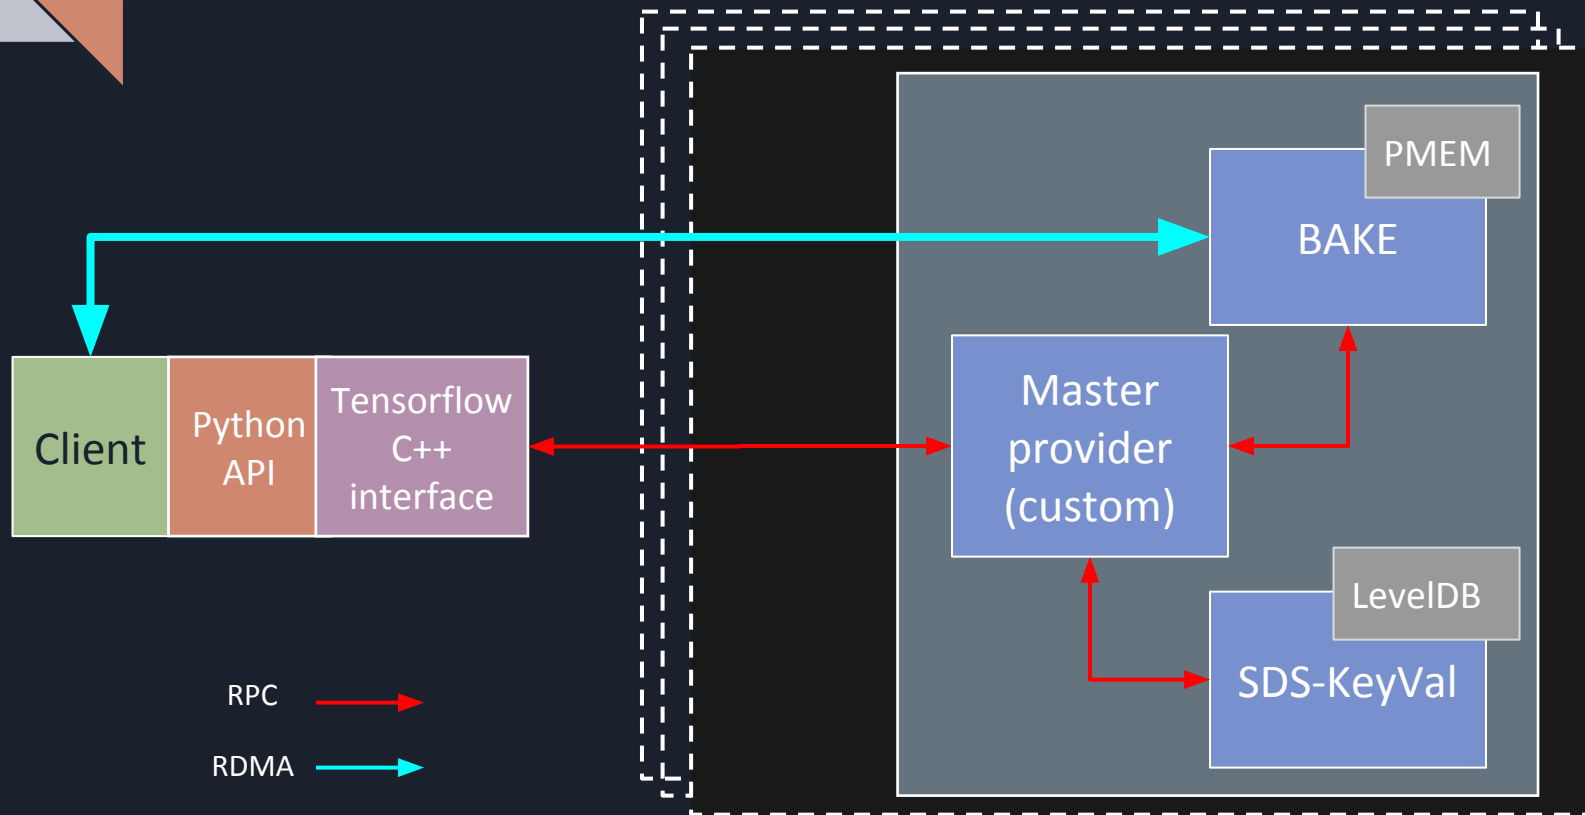 PMEM
BAKE
Client
Python
API
Tensorflow
C++
interface
Master
provider
(custom)
LevelDB
SDS-KeyVal
RPC
RDMA